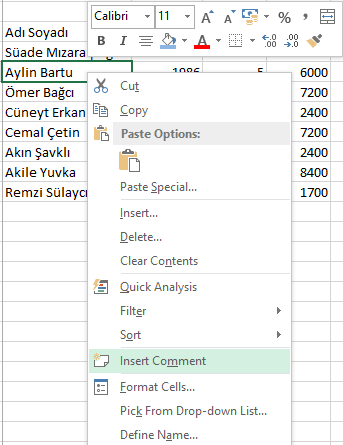 Calibri 11 A A % ,
B I A
Adı Soyadı
Süade Mızara
Aylin Bartu 1986 5 6000
Ömer Bağcı 7200
Cüneyt Erkan 2400
Cemal Çetin 7200
Akın Şavklı 2400
Akile Yuvka 8400
Remzi Sülaycı 1700
Cut
Copy
Paste Options:
Paste Special...
Insert...
Delete...
Clear Contents
Quick Analysis
Filter
Sort
Insert Comment
Format Cells...
Pick From Drop-down List...
Define Name...